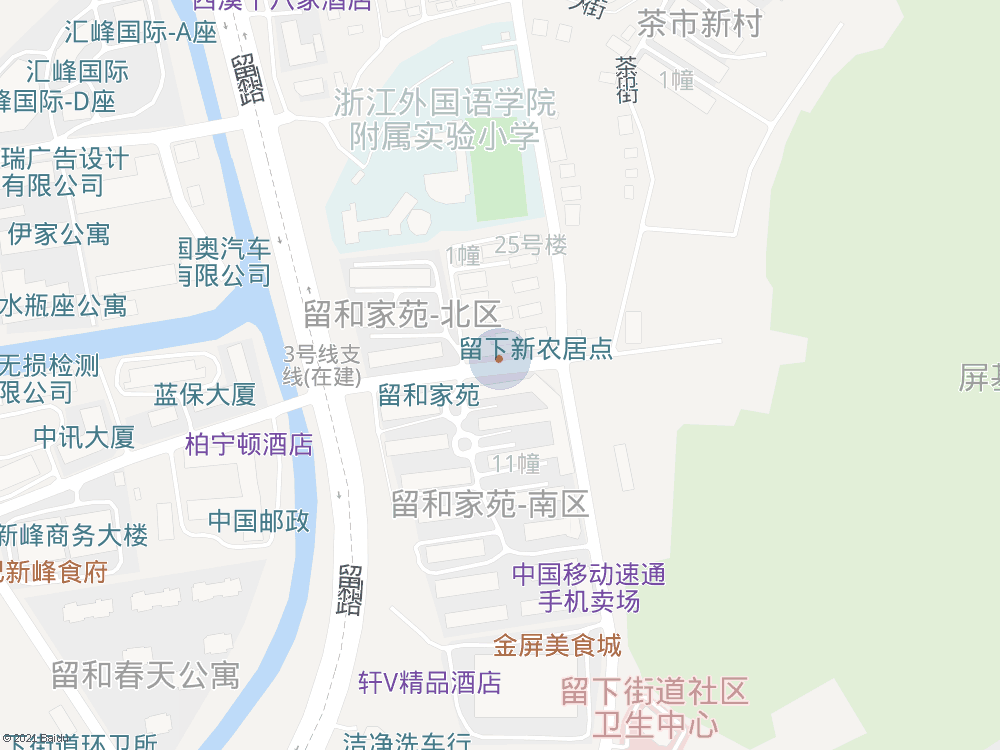 汇峰国际-A座
留和路
茶市新村
茶市街
1幢
汇峰国际
峰国际-D座
浙江外国语学院
附属实验小学
瑞广告设计
有限公司
伊家公寓
国奥汽车
有限公司
1幢
25号楼
水瓶座公寓
留和家苑-北区
3号线支
线(在建)
留下新农居点
无损检测
有限公司
蓝保大厦
留和家苑
中讯大厦
柏宁顿酒店
11幢
留和家苑-南区
中国邮政
新峰商务大楼
新峰食府
留和路
中国移动速通
手机卖场
金屏美食城
留和春天公寓
轩V精品酒店
留下街道社区
卫生中心
下街道环卫所
洁净洗车行
© 2021 Baidu